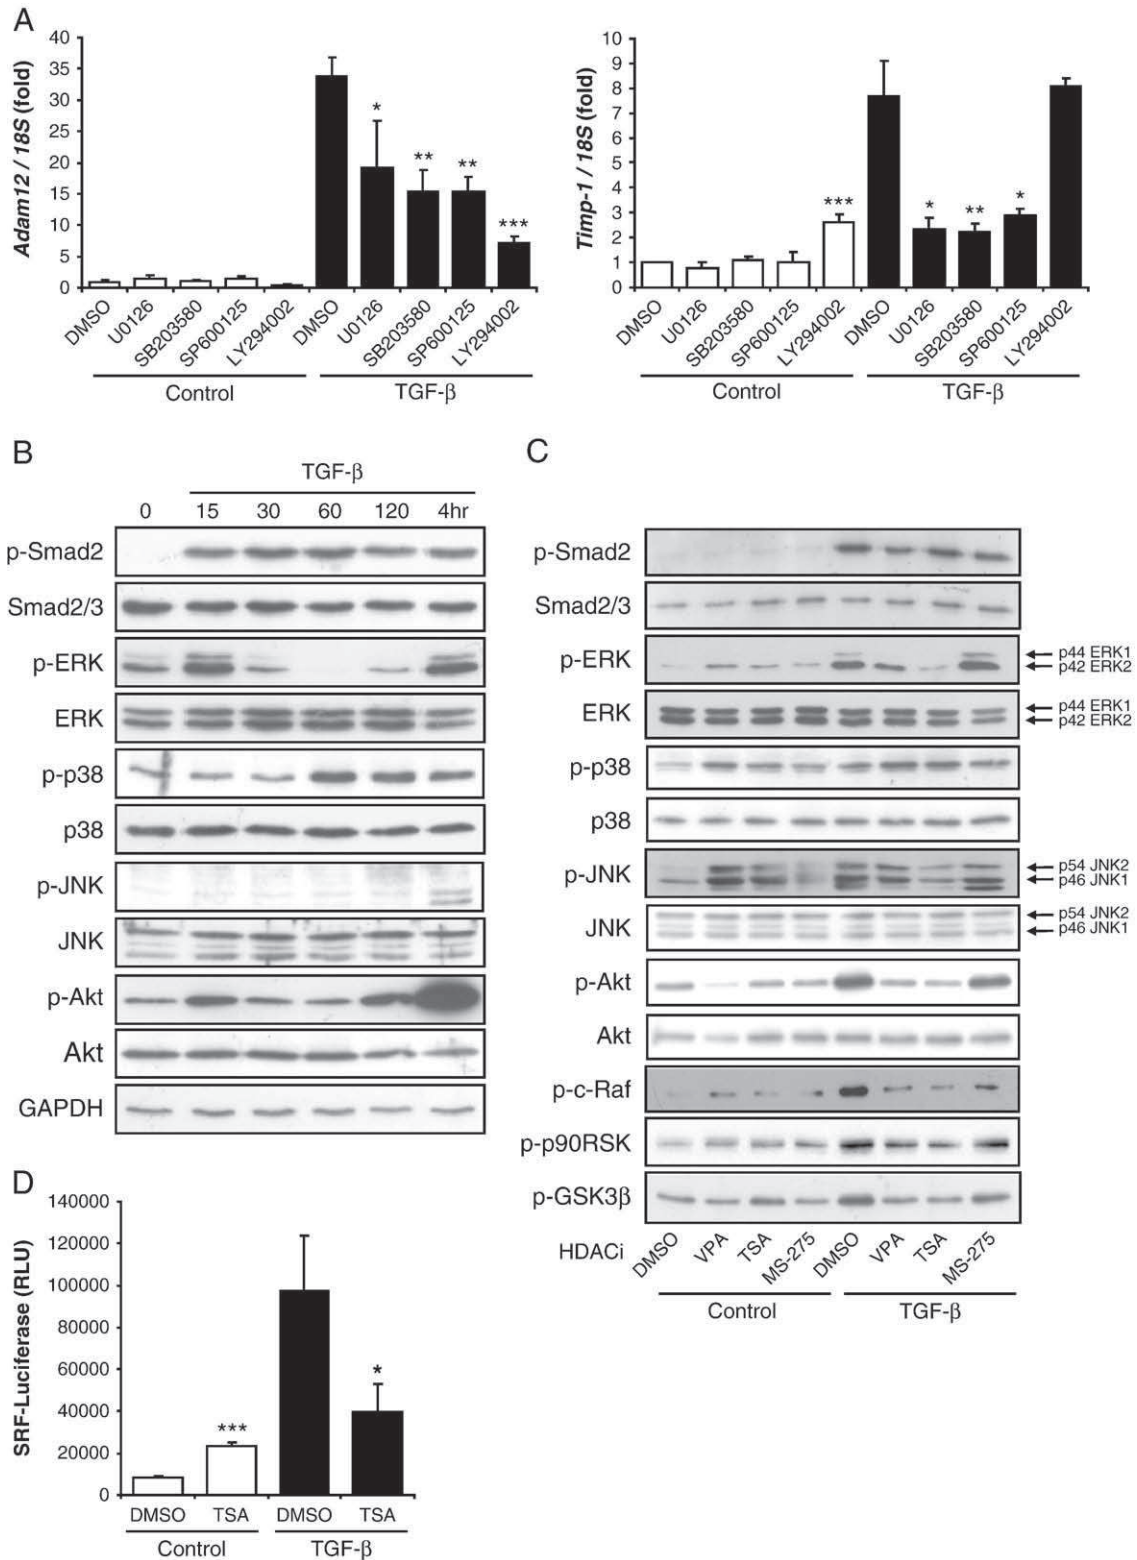 A
Adam12 / 18S (fold)
40
35
30
25
20
15
10
5
0
*
**
**
***
DMSO
U0126
SB203580
SP600125
LY294002
DMSO
U0126
SB203580
SP600125
LY294002
Control
TGF-β
Timp-1 / 18S (fold)
10
9
8
7
6
5
4
3
2
1
0
***
*
**
*
DMSO
U0126
SB203580
SP600125
LY294002
DMSO
U0126
SB203580
SP600125
LY294002
Control
TGF-β
B
TGF-β
0 15 30 60 120 4hr
p-Smad2
Smad2/3
p-ERK
ERK
p-p38
p38
p-JNK
JNK
p-Akt
Akt
GAPDH
C
p-Smad2
Smad2/3
p-ERK
p44 ERK1
p42 ERK2
ERK
p44 ERK1
p42 ERK2
p-p38
p38
p-JNK
p54 JNK2
p46 JNK1
JNK
p54 JNK2
p46 JNK1
p-Akt
Akt
p-c-Raf
p-p90RSK
p-GSK3β
HDACi
DMSO
VPA
TSA
MS-275
DMSO
VPA
TSA
MS-275
Control
TGF-β
D
SRF-Luciferase (RLU)
140000
120000
100000
80000
60000
40000
20000
0
***
*
DMSO TSA DMSO TSA
Control TGF-β